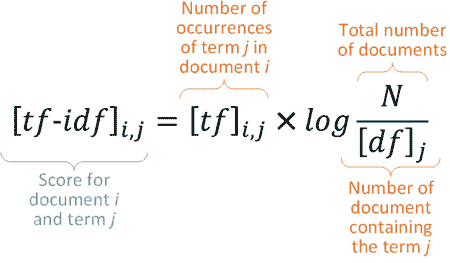 Number of
occurrences
of term j in
document i
Total number
of documents
[tf-idf]i,j = [tf]i,j × log N/[df]j
Score for
document i
and term j
Number of
document
containing
the term j